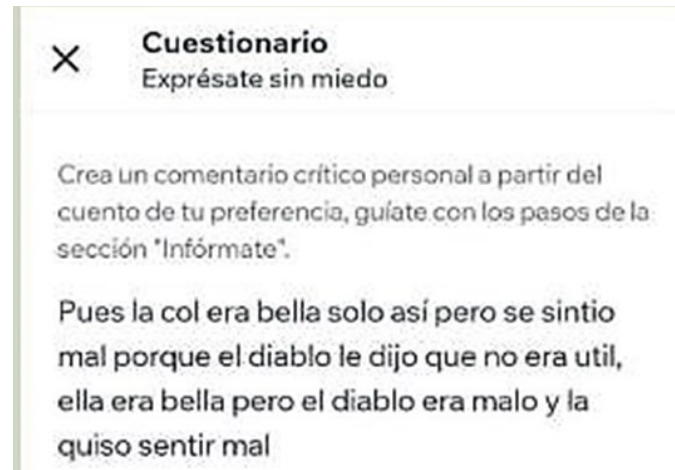 Cuestionario
Exprésate sin miedo
Crea un comentario crítico personal a partir del
cuento de tu preferencia, guíate con los pasos de la
sección "Infórmate".
Pues la col era bella solo así pero se sintio
mal porque el diablo le dijo que no era util,
ella era bella pero el diablo era malo y la
quiso sentir mal